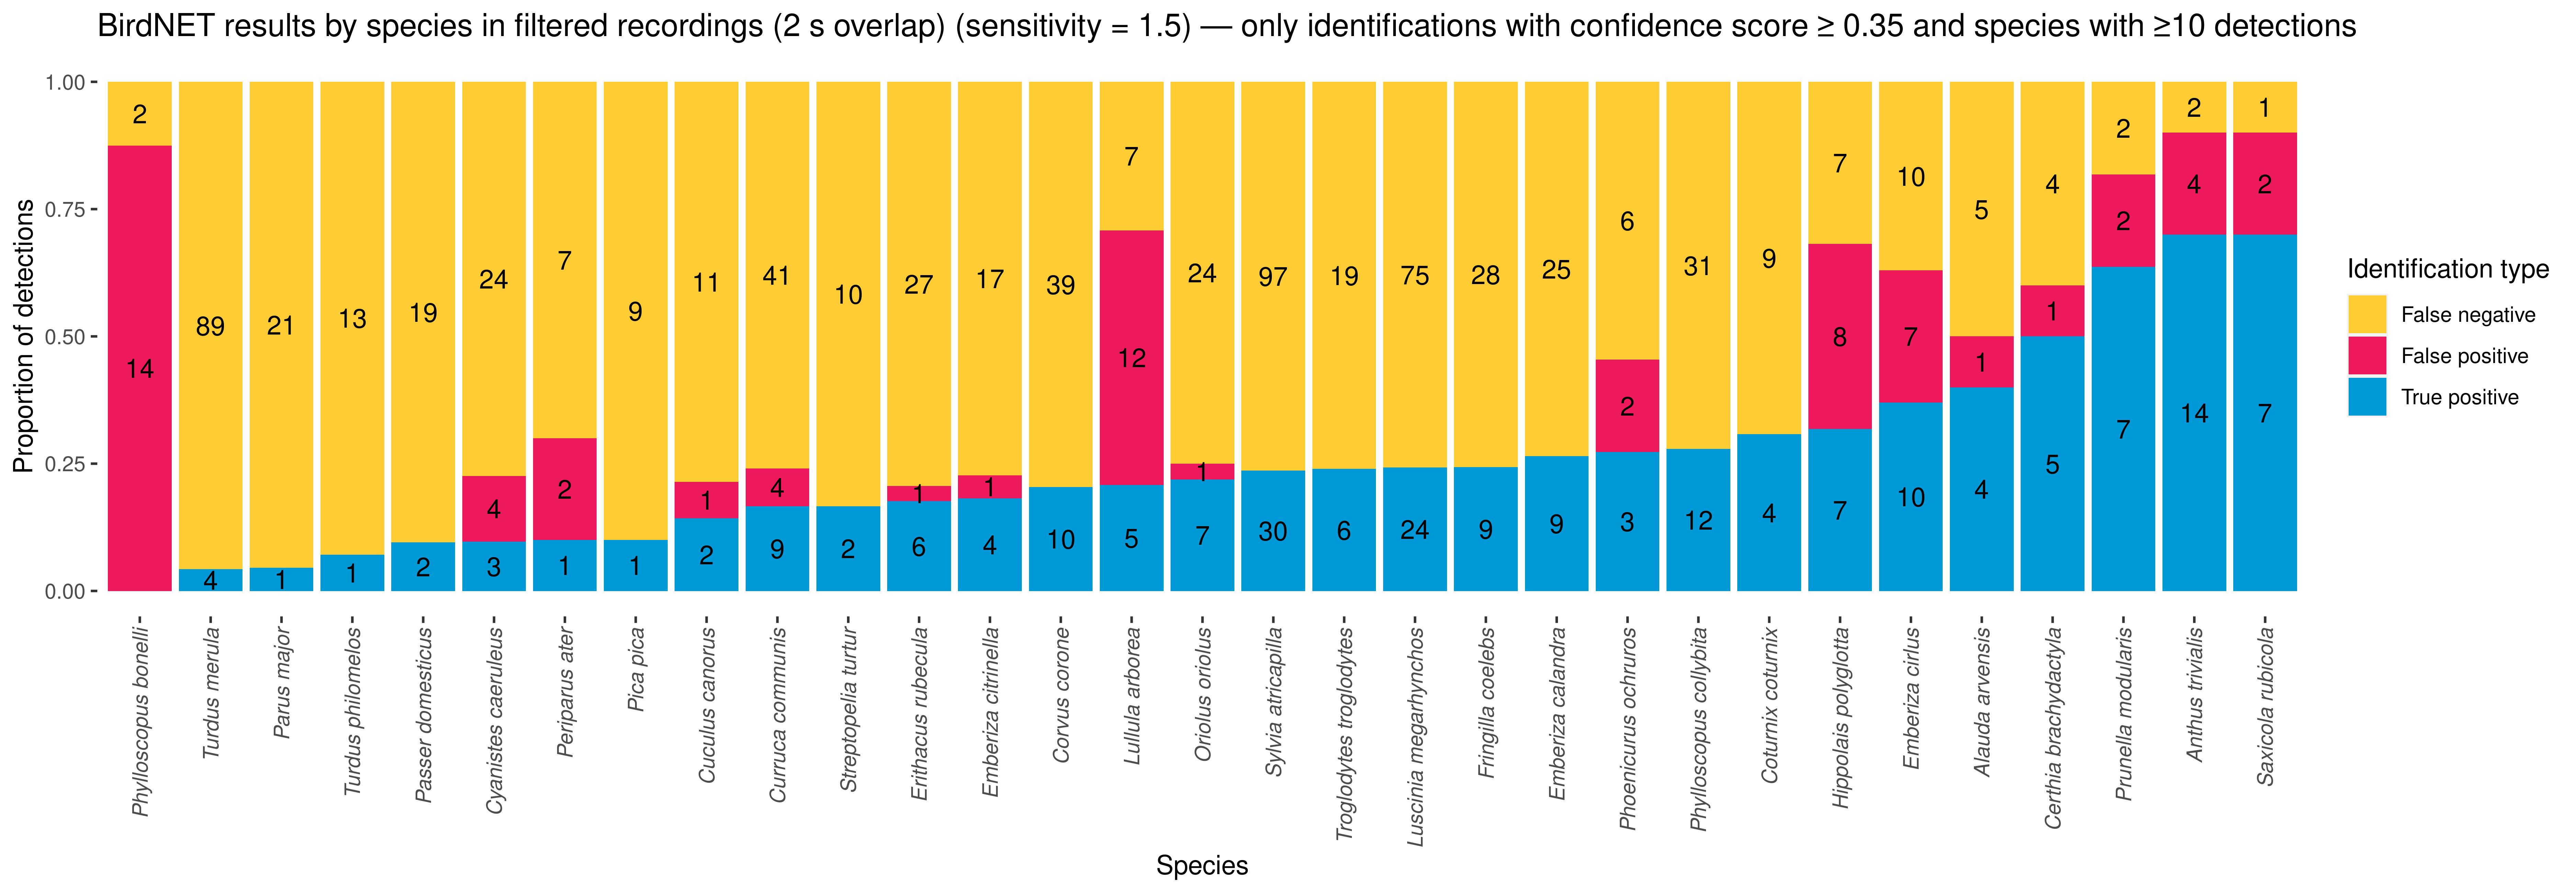 BirdNET results by species in filtered recordings (2 s overlap) (sensitivity = 1.5) — only identifications with confidence score ≥ 0.35 and species with ≥10 detections
Proportion of detections
1.00
0.75
0.50
0.25
0.00
2
14
89
4
21
1
13
1
19
2
24
4
3
7
2
1
9
1
11
1
2
41
4
9
10
2
27
1
6
17
1
4
39
10
7
12
5
24
1
7
97
30
19
6
75
24
28
9
25
9
6
2
3
31
12
9
4
7
8
7
10
7
10
5
1
4
4
1
5
2
2
7
2
4
14
1
2
7
Phylloscopus bonelli
Turdus merula
Parus major
Turdus philomelos
Passer domesticus
Cyanistes caeruleus
Periparus ater
Pica pica
Cuculus canorus
Curruca communis
Streptopelia turtur
Erithacus rubecula
Emberiza citrinella
Corvus corone
Lullula arborea
Oriolus oriolus
Sylvia atricapilla
Troglodytes troglodytes
Luscinia megarhynchos
Fringilla coelebs
Emberiza calandra
Phoenicurus ochruros
Phylloscopus collybita
Coturnix coturnix
Hippolais polyglotta
Emberiza cirlus
Alauda arvensis
Certhia brachydactyla
Prunella modularis
Anthus trivialis
Saxicola rubicola
Species
Identification type
False negative
False positive
True positive